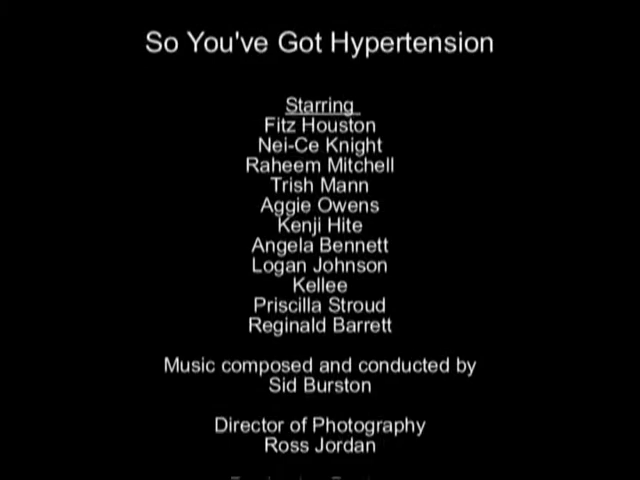 So You've Got Hypertension
Starring
Fitz Houston
Nei-Ce Knight
Raheem Mitchell
Trish Mann
Aggie Owens
Kenji Hite
Angela Bennett
Logan Johnson
Kellee
Priscilla Stroud
Reginald Barrett
Music composed and conducted by
Sid Burston
Director of Photography
Ross Jordan